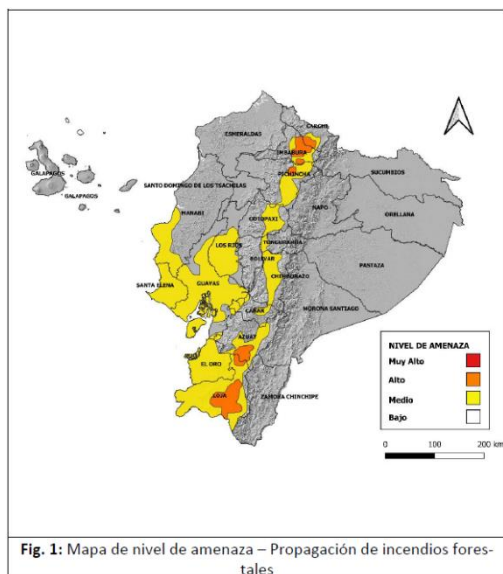 CARCHI
ESMERALDAS
IMBABURA
PICHINCHA
SUCUMBIOS
GALAPAGOS
GALAPAGOS
SANTO DOMINGO DE LOS TSACHILAS
NAPO
ORELLANA
MANABI
COTOPAXI
TUNGURAHUA
LOS RIOS
BOLIVAR
PASTAZA
CHIMBORAZO
SANTA ELENA
GUAYAS
MORONA SANTIAGO
CAÑAR
AZUAY
EL ORO
LOJA
ZAMORA CHINCHIPE
NIVEL DE AMENAZA
Muy Alto
Alto
Medio
Bajo
0 100 200 km
Fig. 1: Mapa de nivel de amenaza – Propagación de incendios fores-
tales